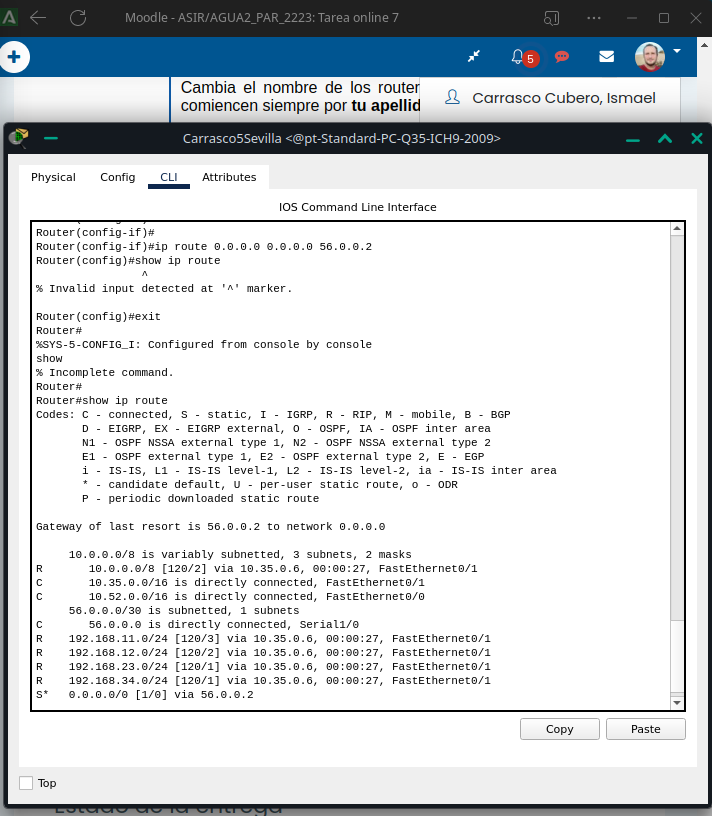 Moodle - ASIR/AGUA2_PAR_2223: Tarea online 7
5
Cambia el nombre de los router
comiencen siempre por tu apellid
Carrasco Cubero, Ismael
Carrasco5Sevilla <@pt-Standard-PC-Q35-ICH9-2009>
Physical Config CLI Attributes
IOS Command Line Interface
Router(config-if)#
Router(config-if)#ip route 0.0.0.0 0.0.0.0 56.0.0.2
Router(config)#show ip route
^
% Invalid input detected at '^' marker.
Router(config)#exit
Router#
%SYS-5-CONFIG_I: Configured from console by console
show
% Incomplete command.
Router#
Router#show ip route
Codes: C - connected, S - static, I - IGRP, R - RIP, M - mobile, B - BGP
D - EIGRP, EX - EIGRP external, O - OSPF, IA - OSPF inter area
N1 - OSPF NSSA external type 1, N2 - OSPF NSSA external type 2
E1 - OSPF external type 1, E2 - OSPF external type 2, E - EGP
i - IS-IS, L1 - IS-IS level-1, L2 - IS-IS level-2, ia - IS-IS inter area
* - candidate default, U - per-user static route, o - ODR
P - periodic downloaded static route
Gateway of last resort is 56.0.0.2 to network 0.0.0.0
10.0.0.0/8 is variably subnetted, 3 subnets, 2 masks
R 10.0.0.0/8 [120/2] via 10.35.0.6, 00:00:27, FastEthernet0/1
C 10.35.0.0/16 is directly connected, FastEthernet0/1
C 10.52.0.0/16 is directly connected, FastEthernet0/0
56.0.0.0/30 is subnetted, 1 subnets
C 56.0.0.0 is directly connected, Serial1/0
R 192.168.11.0/24 [120/3] via 10.35.0.6, 00:00:27, FastEthernet0/1
R 192.168.12.0/24 [120/2] via 10.35.0.6, 00:00:27, FastEthernet0/1
R 192.168.23.0/24 [120/1] via 10.35.0.6, 00:00:27, FastEthernet0/1
R 192.168.34.0/24 [120/1] via 10.35.0.6, 00:00:27, FastEthernet0/1
S* 0.0.0.0/0 [1/0] via 56.0.0.2
Copy Paste
Top
Estado de la entrega